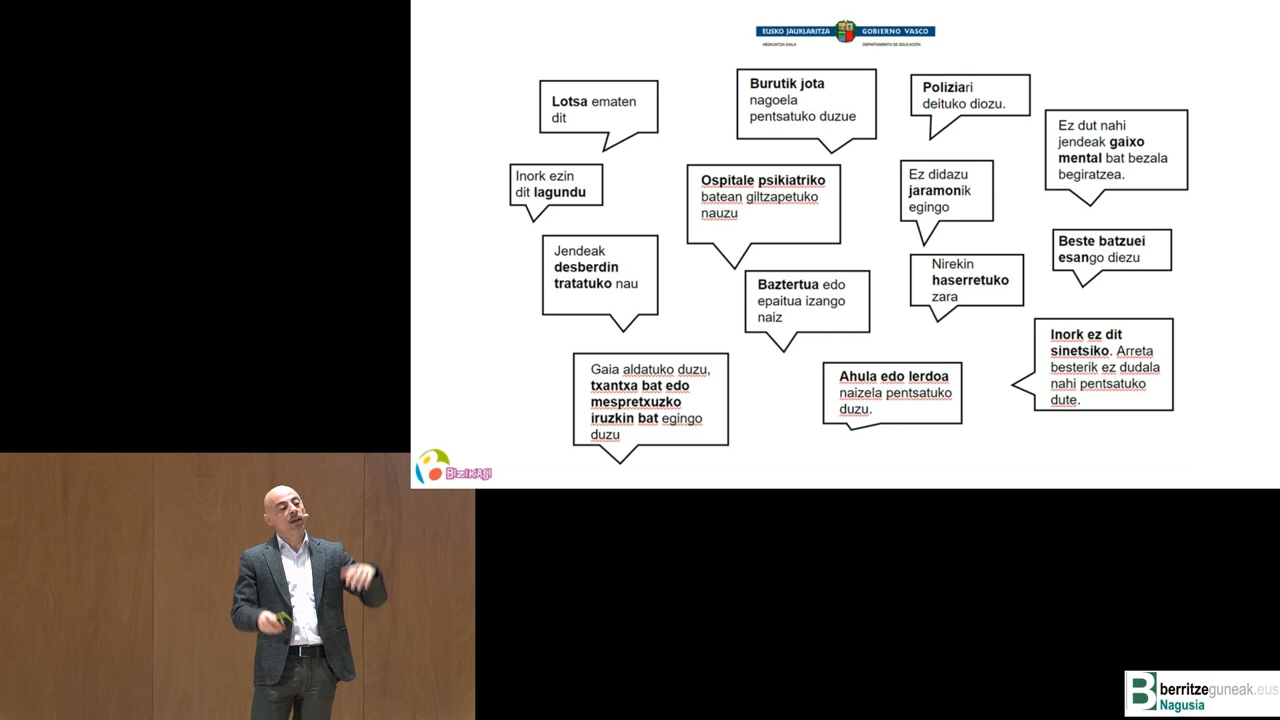 EUSKO JAURLARITZA
GOBIERNO VASCO
HEZKUNTZA SAILA
DEPARTAMENTO DE EDUCACIÓN
Lotsa ematen
dit
Burutik jota
nagoela
pentsatuko duzue
Poliziari
deituko diozu.
Ez dut nahi
jendeak gaixo
mental bat bezala
begiratzea.
Inork ezin
dit lagundu
Ospitale psikiatriko
batean giltzapetuko
nauzu
Ez didazu
jaramonik
egingo
Jendeak
desberdin
tratatuko nau
Beste batzuei
esango diezu
Baztertua edo
epaitua izango
naiz
Nirekin
haserretuko
zara
Gaia aldatuko duzu,
txantxa bat edo
mespretxuzko
iruzkin bat egingo
duzu
Ahula edo lerdoa
naizela pentsatuko
duzu.
Inork ez dit
sinetsiko. Arreta
besterik ez dudala
nahi pentsatuko
dute.
BIZIKASI
berritzeguneak.eus
Nagusia